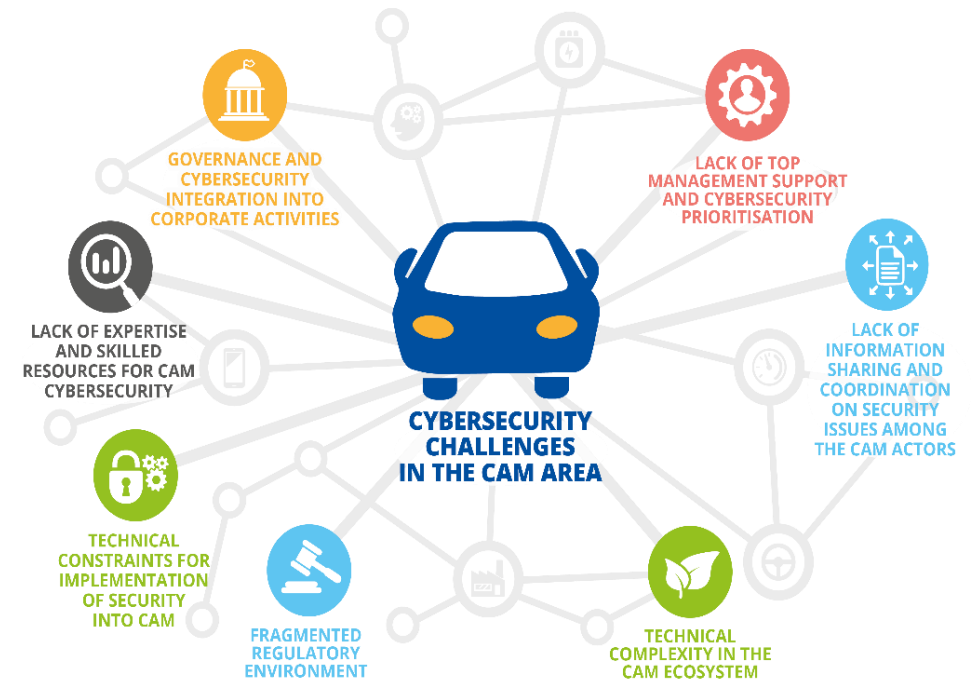 GOVERNANCE AND
CYBERSECURITY
INTEGRATION INTO
CORPORATE ACTIVITIES
LACK OF TOP
MANAGEMENT SUPPORT
AND CYBERSECURITY
PRIORITISATION
LACK OF EXPERTISE
AND SKILLED
RESOURCES FOR CAM
CYBERSECURITY
LACK OF
INFORMATION
SHARING AND
COORDINATION
ON SECURITY
ISSUES AMONG
THE CAM ACTORS
CYBERSECURITY
CHALLENGES
IN THE CAM AREA
TECHNICAL
CONSTRAINTS FOR
IMPLEMENTATION
OF SECURITY
INTO CAM
FRAGMENTED
REGULATORY
ENVIRONMENT
TECHNICAL
COMPLEXITY IN THE
CAM ECOSYSTEM